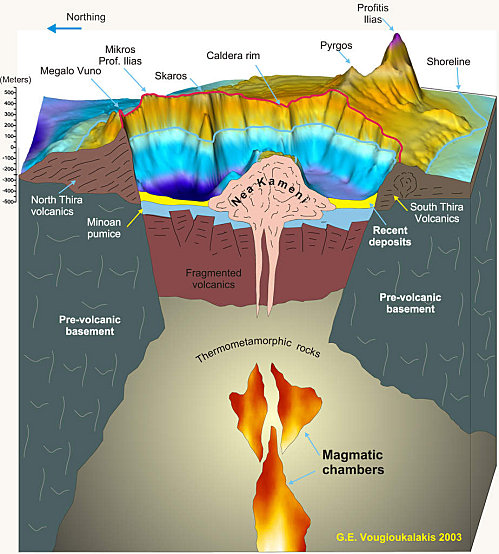 Northing
Profitis
Ilias
Mikros
Prof. Ilias
Caldera rim
Pyrgos
Shoreline
Megalo Vuno
Skaros
(Meters)
500
400
300
200
100
0
-100
-200
-300
-400
-500
Nea-Kameni
North Thira
volcanics
Minoan
pumice
South Thira
Volcanics
Recent
deposits
Fragmented
volcanics
Pre-volcanic
basement
Pre-volcanic
basement
Thermometamorphic rocks
Magmatic
chambers
G.E. Vougioukalakis 2003